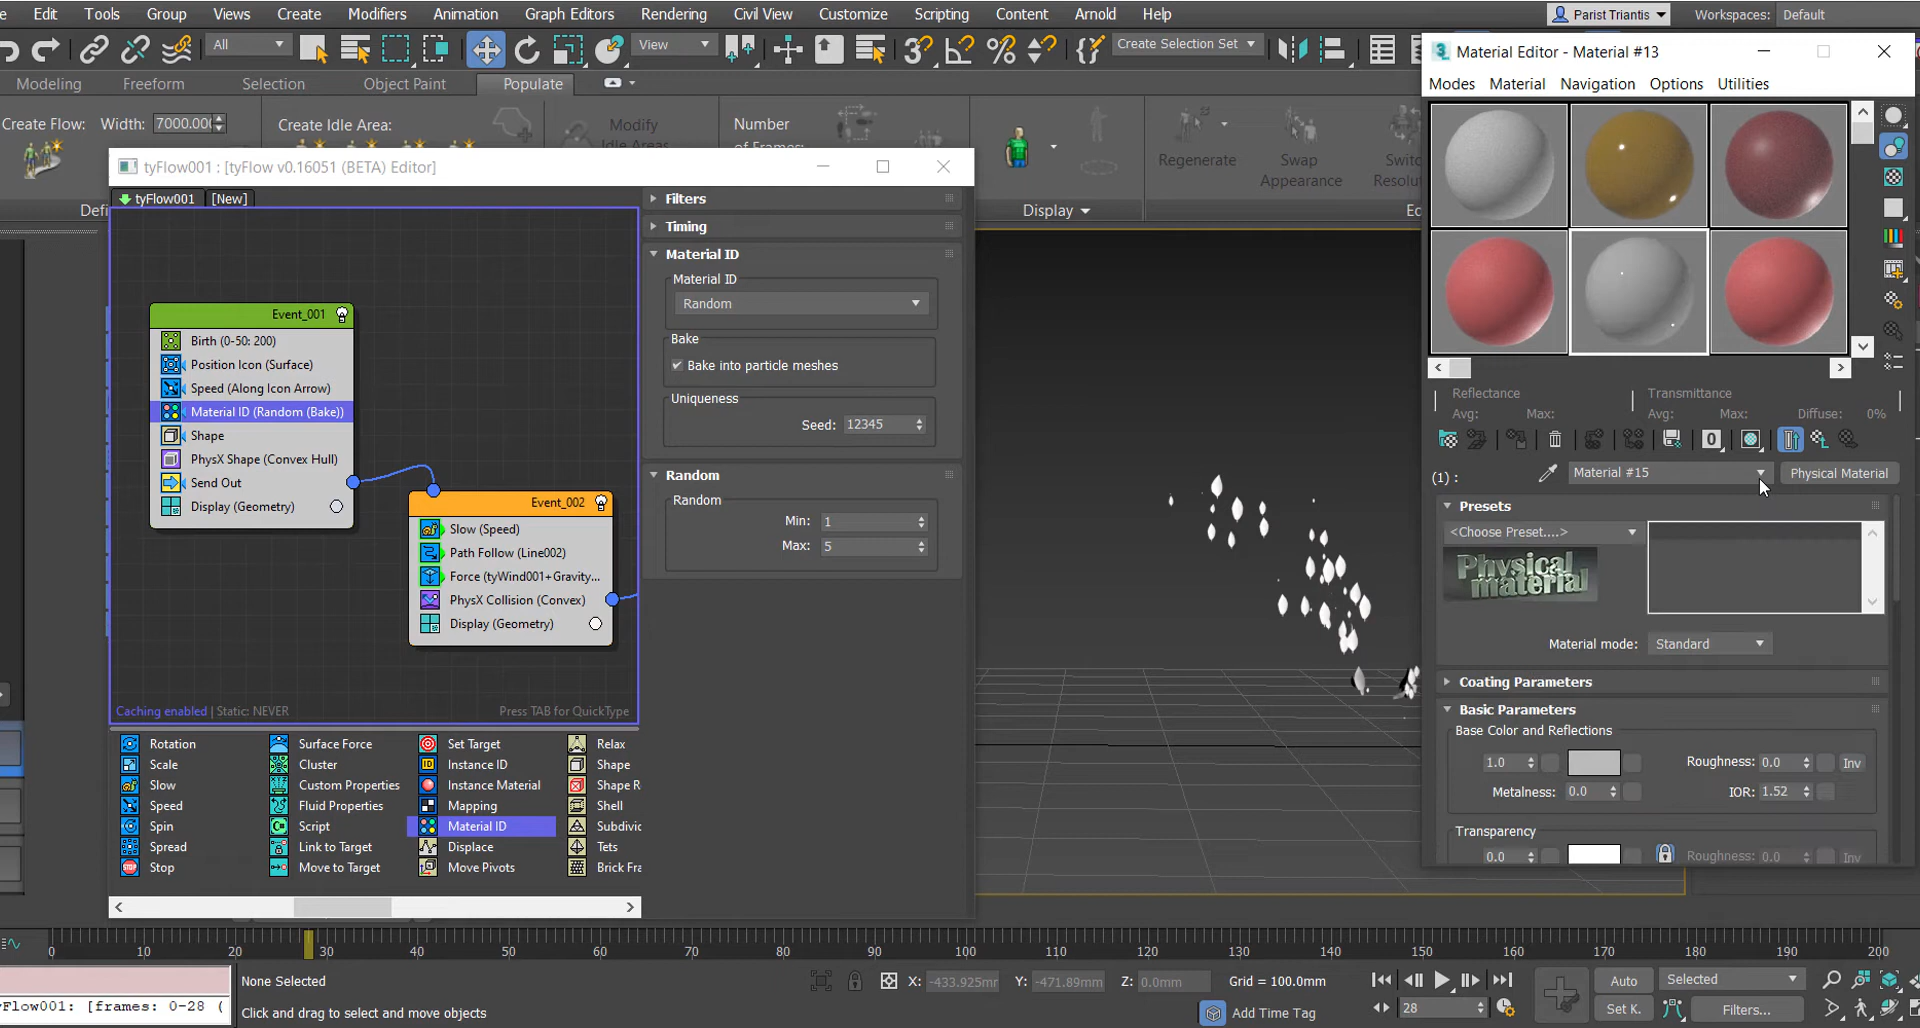 Edit Tools Group Views Create Modifiers Animation Graph Editors Rendering Civil View Customize Scripting Content Arnold Help Parist Triantis Workspaces: Default
All View Create Selection Set
Modeling Freeform Selection Object Paint Populate
Create Flow: Width: 7000.000 Create Idle Area: Modify Number
Idle Areas of Frames: Regenerate Swap Switch
Appearance Resolu
Defi Display Ec
tyFlow001 : [tyFlow v0.16051 (BETA) Editor]
tyFlow001 [New]
Event_001
Birth (0-50: 200)
Position Icon (Surface)
Speed (Along Icon Arrow)
Material ID (Random (Bake))
Shape
PhysX Shape (Convex Hull)
Send Out
Display (Geometry)
Event_002
Slow (Speed)
Path Follow (Line002)
Force (tyWind001+Gravity...
PhysX Collision (Convex)
Display (Geometry)
Caching enabled | Static: NEVER Press TAB for QuickType
Filters
Timing
Material ID
Material ID
Random
Bake
Bake into particle meshes
Uniqueness
Seed: 12345
Random
Random
Min: 1
Max: 5
Rotation Surface Force Set Target Relax
Scale Cluster Instance ID Shape
Slow Custom Properties Instance Material Shape R
Speed Fluid Properties Mapping Shell
Spin Script Material ID Subdivic
Spread Link to Target Displace Tets
Stop Move to Target Move Pivots Brick Fra
Material Editor - Material #13
Modes Material Navigation Options Utilities
Reflectance Transmittance
Avg: Max: Avg: Max: Diffuse: 0%
0
(1) : Material #15 Physical Material
Presets
<Choose Preset....>
Physical material
Material mode: Standard
Coating Parameters
Basic Parameters
Base Color and Reflections
1.0 Roughness: 0.0 Inv
Metalness: 0.0 IOR: 1.52
Transparency
0.0 Roughness: 0.0 Inv
0 10 20 30 40 50 60 70 80 90 100 110 120 130 140 150 160 170 180 190 200
None Selected X: -433.925mr Y: -471.89mm Z: 0.0mm Grid = 100.0mm Auto Selected
yFlow001: [frames: 0-28 ( Click and drag to select and move objects Add Time Tag 28 Set K. Filters...